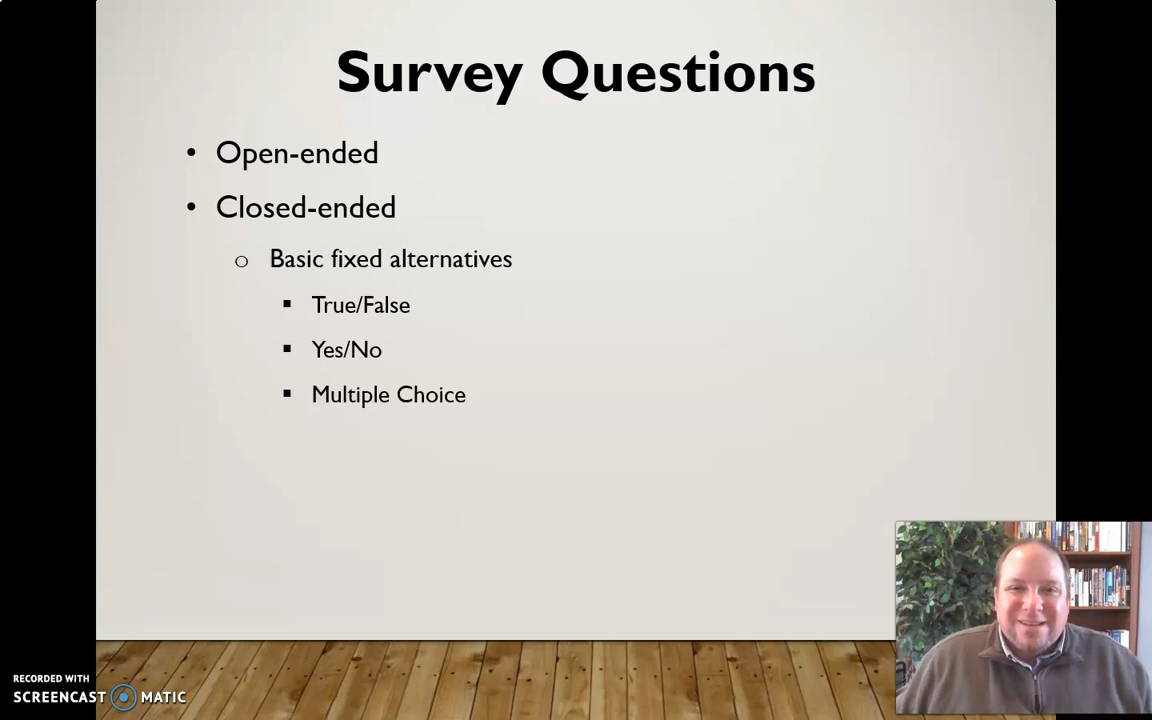 Survey Questions
• Open-ended
• Closed-ended
o Basic fixed alternatives
▪ True/False
▪ Yes/No
▪ Multiple Choice
RECORDED WITH
SCREENCAST MATIC